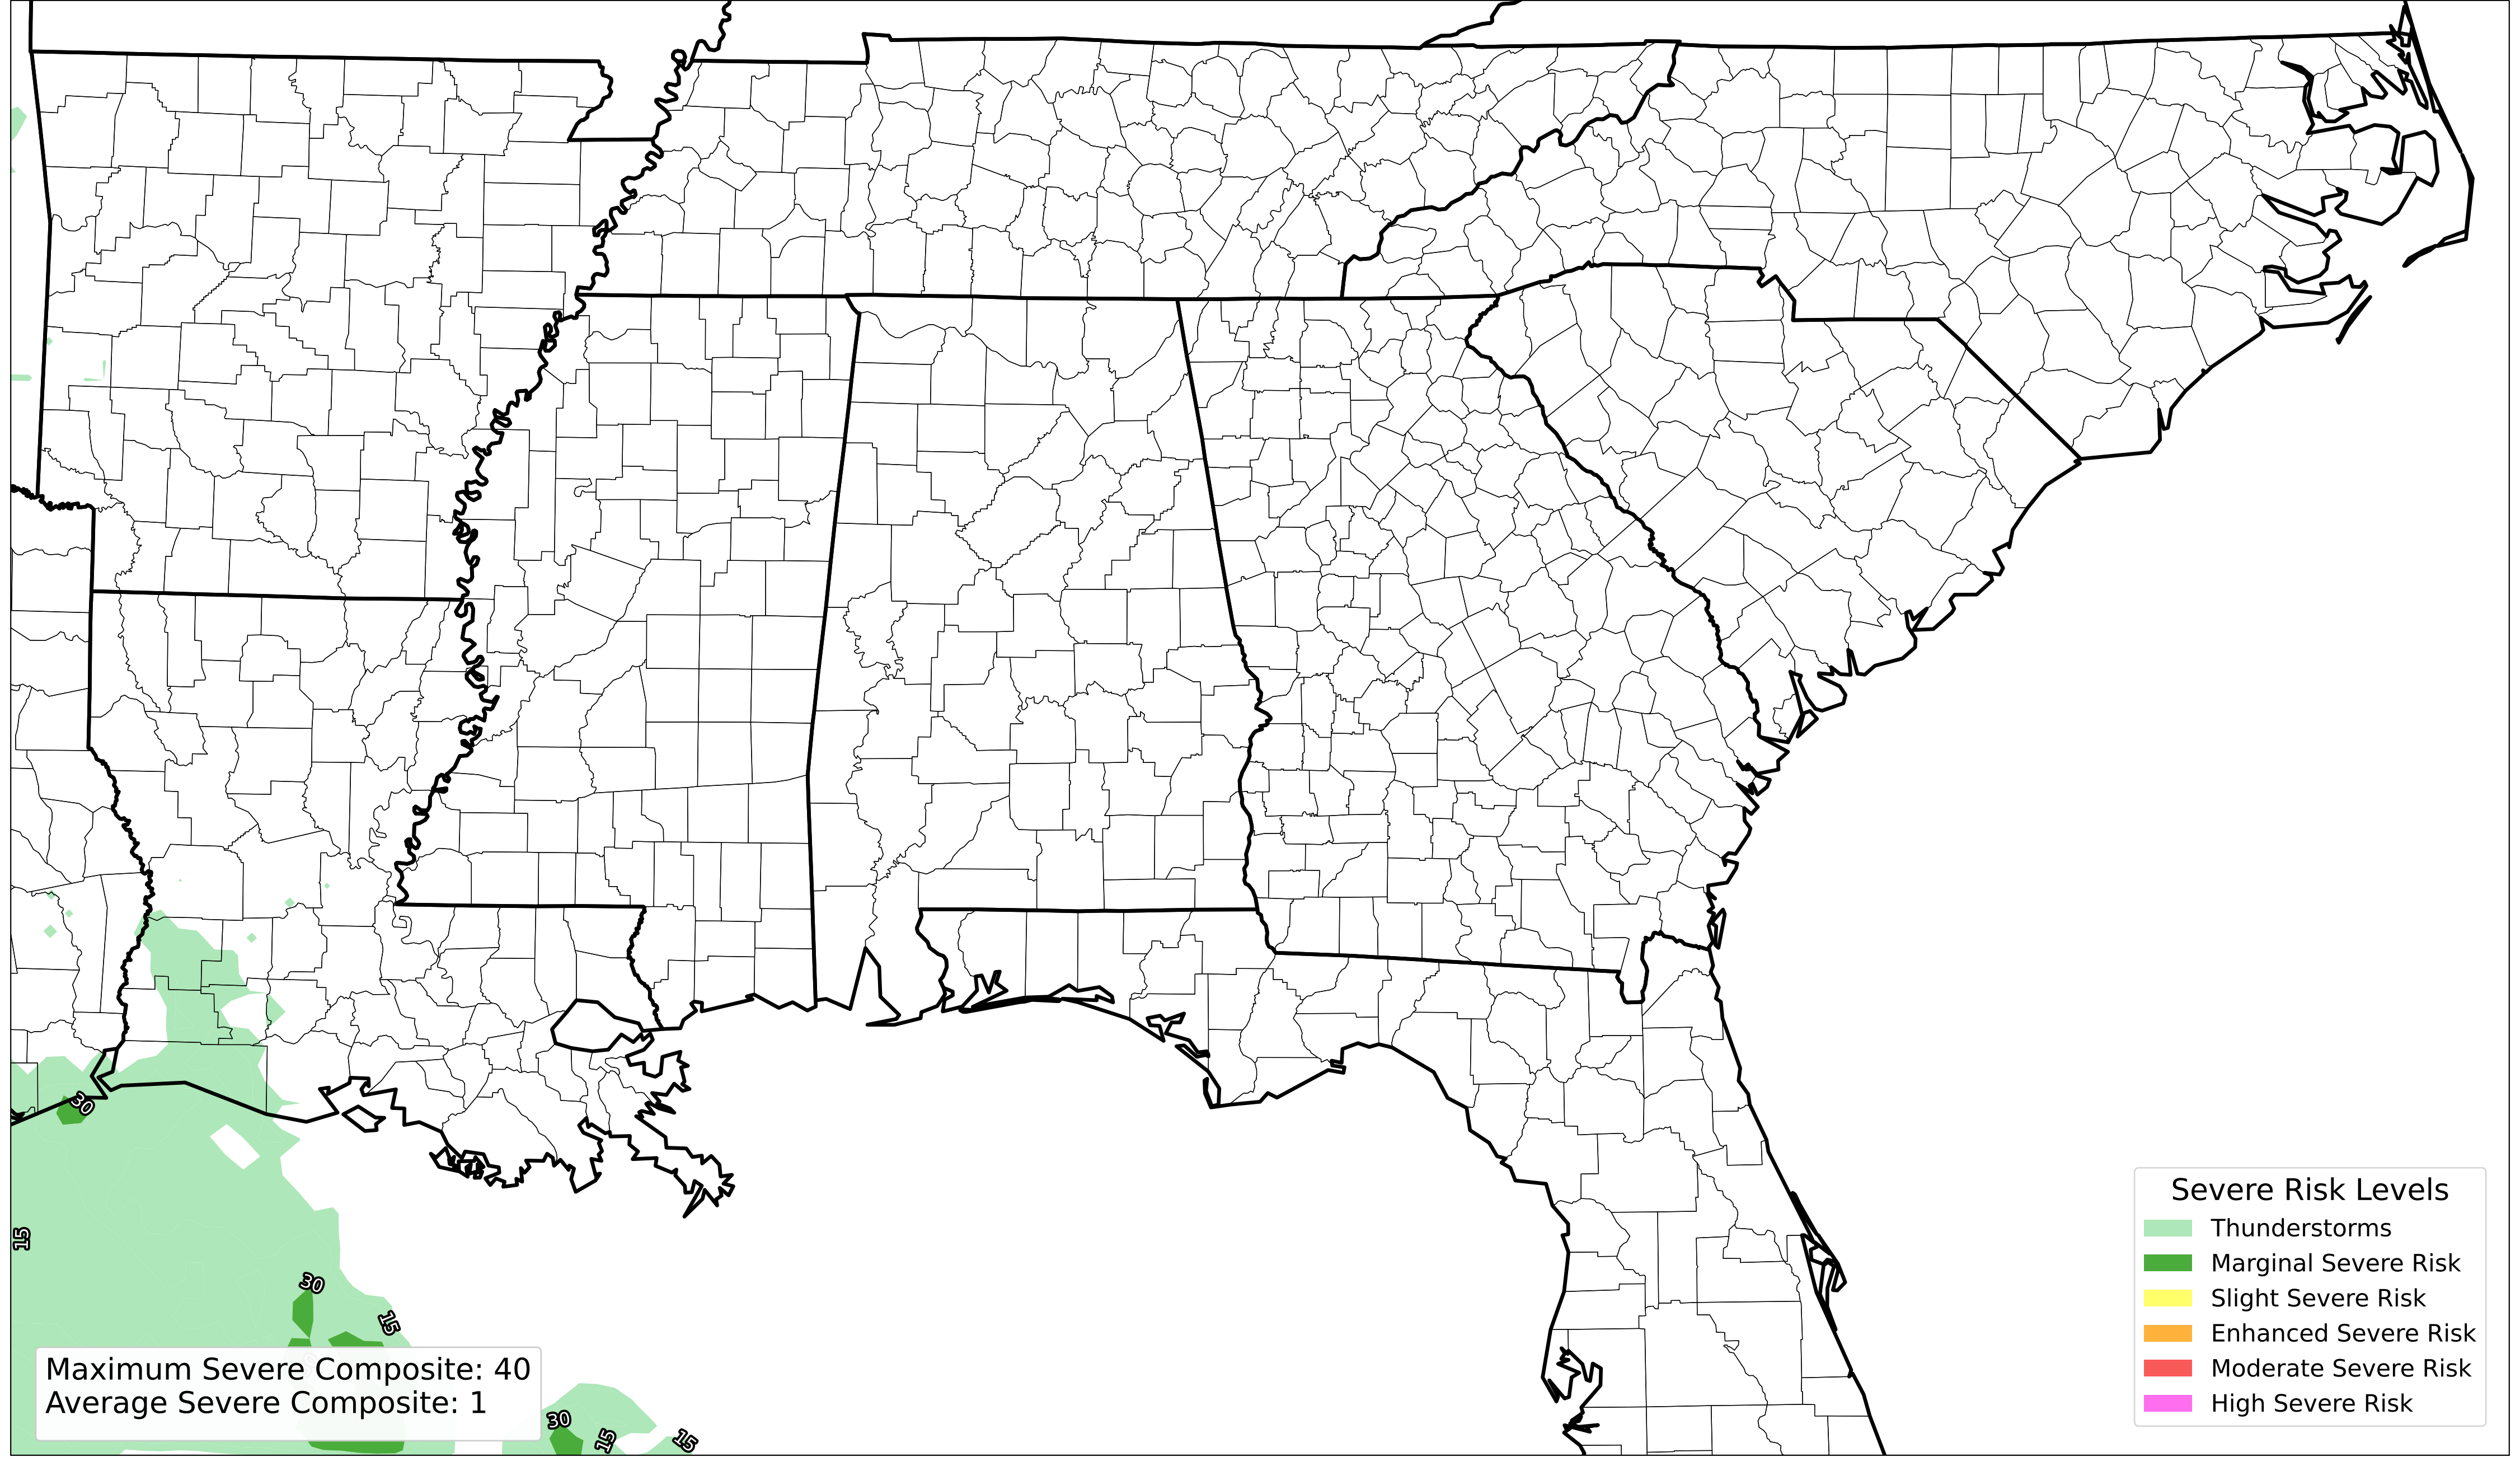 30
15
30
15
Maximum Severe Composite: 40
Average Severe Composite: 1
30
15
15
Severe Risk Levels
Thunderstorms
Marginal Severe Risk
Slight Severe Risk
Enhanced Severe Risk
Moderate Severe Risk
High Severe Risk